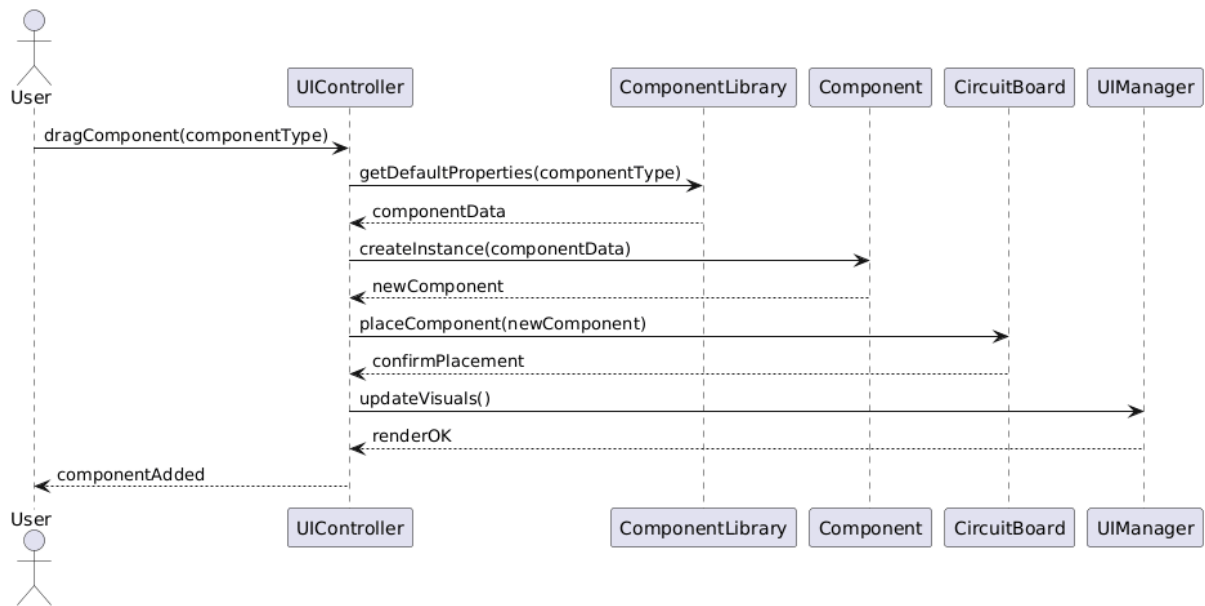 User
UIController
ComponentLibrary
Component
CircuitBoard
UIManager
dragComponent(componentType)
getDefaultProperties(componentType)
componentData
createInstance(componentData)
newComponent
placeComponent(newComponent)
confirmPlacement
updateVisuals()
renderOK
componentAdded
User
UIController
ComponentLibrary
Component
CircuitBoard
UIManager